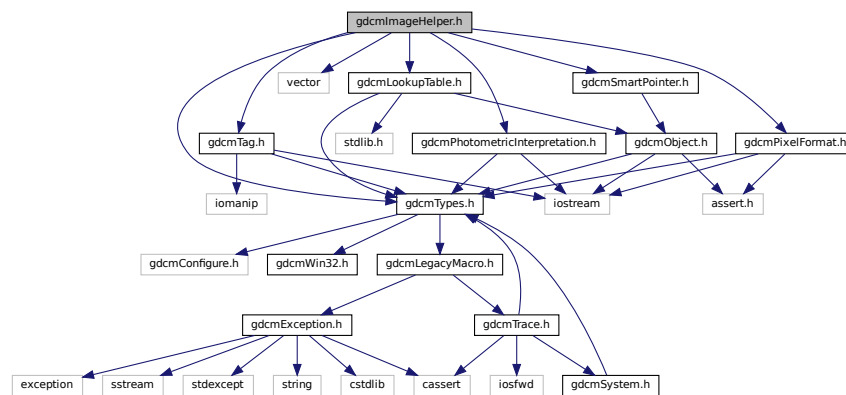 gdcmImageHelper.h
vector
gdcmLookupTable.h
gdcmSmartPointer.h
gdcmTag.h
stdlib.h
gdcmPhotometricInterpretation.h
gdcmObject.h
gdcmPixelFormat.h
iomanip
gdcmTypes.h
iostream
assert.h
gdcmConfigure.h
gdcmWin32.h
gdcmLegacyMacro.h
gdcmException.h
gdcmTrace.h
exception
sstream
stdexcept
string
cstdlib
cassert
iosfwd
gdcmSystem.h